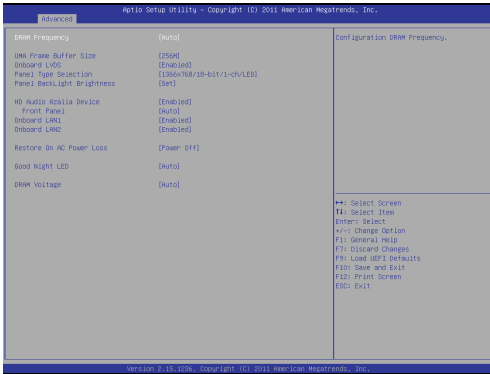 Aptio Setup Utility – Copyright (C) 2011 American Megatrends, Inc.
Advanced
DRAM Frequency [Auto]
UMA Frame Buffer Size [256M]
Onboard LVDS [Enabled]
Panel Type Selection [1366x768/18-bit/1-ch/LED]
Panel BackLight Brightness [Set]
HD Audio Azalia Device [Enabled]
Front Panel [Auto]
Onboard LAN1 [Enabled]
Onboard LAN2 [Enabled]
Restore On AC Power Loss [Power Off]
Good Night LED [Auto]
DRAM Voltage [Auto]
Configuration DRAM Frequency.
↔: Select Screen
↑↓: Select Item
Enter: Select
+/-: Change Option
F1: General Help
F7: Discard Changes
F9: Load UEFI Defaults
F10: Save and Exit
F12: Print Screen
ESC: Exit
Version 2.15.1236. Copyright (C) 2011 American Megatrends, Inc.